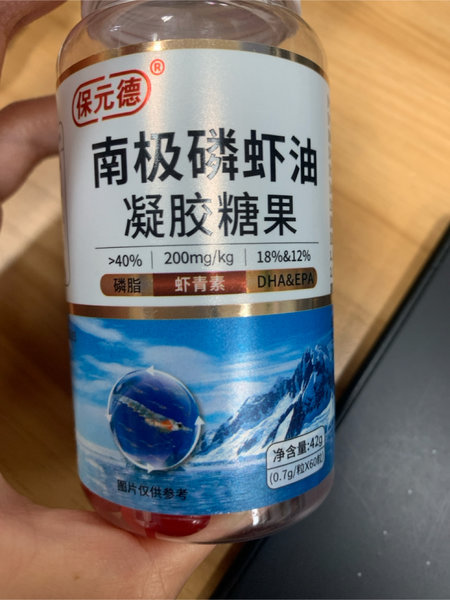 保元德®
南极磷虾油
凝胶糖果
>40% 200mg/kg 18%&12%
磷脂 虾青素 DHA&EPA
净含量:42g
(0.7g/粒X60粒)
图片仅供参考